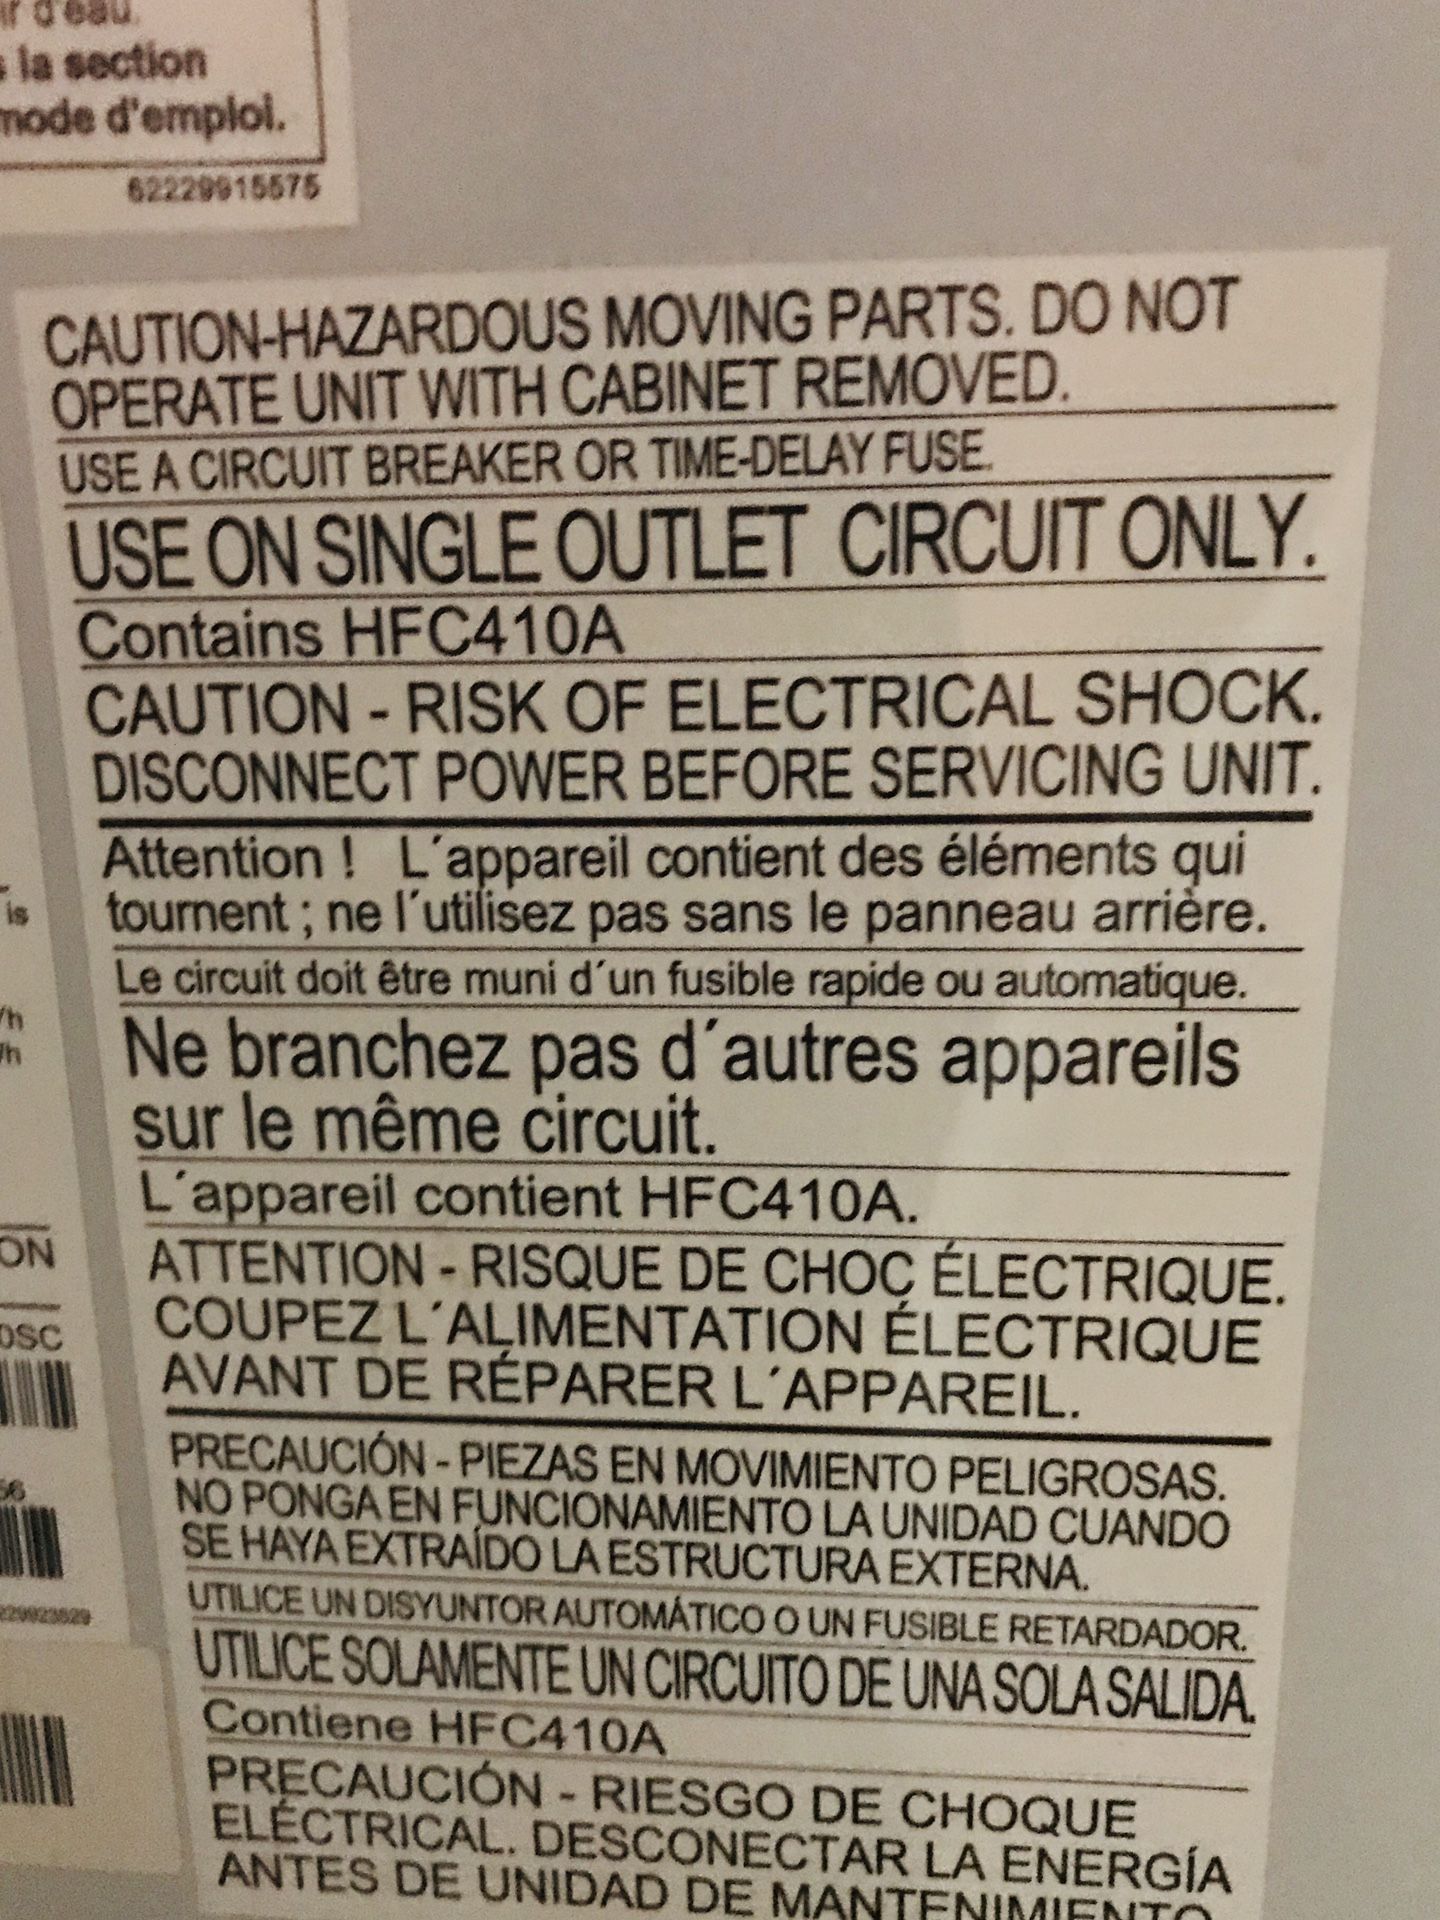 d'eau.
la section
mode d'emploi.
62229915575
CAUTION-HAZARDOUS MOVING PARTS. DO NOT
OPERATE UNIT WITH CABINET REMOVED.
USE A CIRCUIT BREAKER OR TIME-DELAY FUSE.
USE ON SINGLE OUTLET CIRCUIT ONLY.
Contains HFC410A
CAUTION - RISK OF ELECTRICAL SHOCK.
DISCONNECT POWER BEFORE SERVICING UNIT.
Attention ! L´appareil contient des éléments qui
tournent ; ne l´utilisez pas sans le panneau arrière.
Le circuit doit être muni d´un fusible rapide ou automatique.
Ne branchez pas d´autres appareils
sur le même circuit.
L´appareil contient HFC410A.
ATTENTION - RISQUE DE CHOC ÉLECTRIQUE.
COUPEZ L´ALIMENTATION ÉLECTRIQUE
AVANT DE RÉPARER L´APPAREIL.
PRECAUCIÓN - PIEZAS EN MOVIMIENTO PELIGROSAS.
NO PONGA EN FUNCIONAMIENTO LA UNIDAD CUANDO
SE HAYA EXTRAÍDO LA ESTRUCTURA EXTERNA.
UTILICE UN DISYUNTOR AUTOMÁTICO O UN FUSIBLE RETARDADOR.
UTILICE SOLAMENTE UN CIRCUITO DE UNA SOLA SALIDA.
Contiene HFC410A
PRECAUCIÓN - RIESGO DE CHOQUE
ELÉCTRICAL. DESCONECTAR LA ENERGÍA
ANTES DE UNIDAD DE MANTENIMIENTO
is
/h
/h
ON
0SC
56